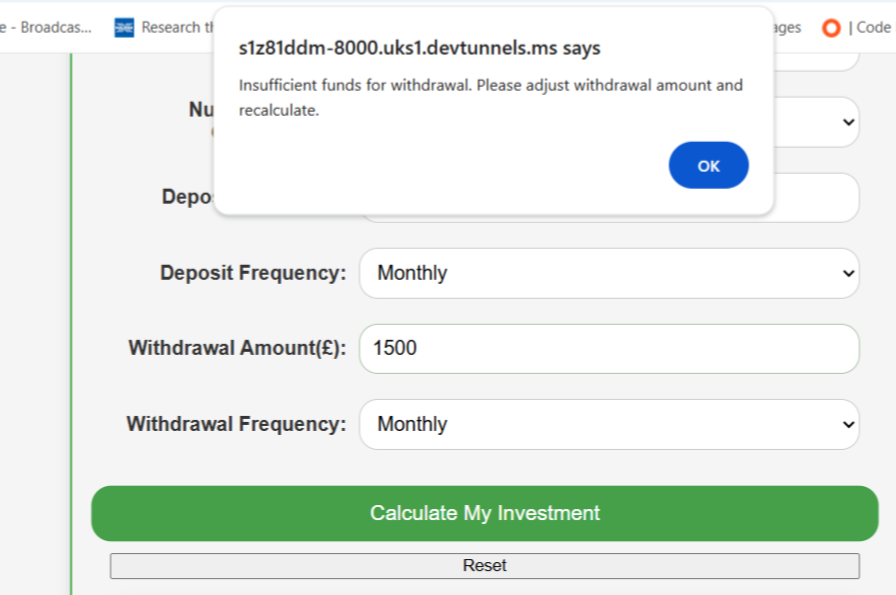 e - Broadcas... Research th ages | Code
s1z81ddm-8000.uks1.devtunnels.ms says
Insufficient funds for withdrawal. Please adjust withdrawal amount and
recalculate.
OK
Nu
Depo
Deposit Frequency: Monthly
Withdrawal Amount(£): 1500
Withdrawal Frequency: Monthly
Calculate My Investment
Reset